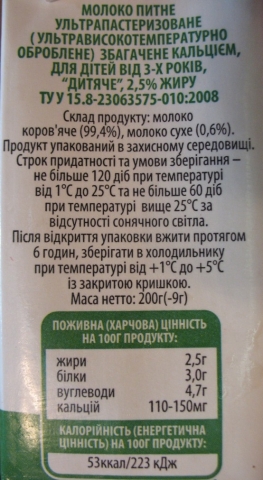 МОЛОКО ПИТНЕ
УЛЬТРАПАСТЕРИЗОВАНЕ
(УЛЬТРАВИСОКОТЕМПЕРАТУРНО
ОБРОБЛЕНЕ) ЗБАГАЧЕНЕ КАЛЬЦІЄМ,
ДЛЯ ДІТЕЙ ВІД 3-Х РОКІВ,
"ДИТЯЧЕ", 2,5% ЖИРУ
ТУ У 15.8-23063575-010:2008
Склад продукту: молоко
коров'яче (99,4%), молоко сухе (0,6%).
Продукт упакований в захисному середовищі.
Строк придатності та умови зберігання –
не більше 120 діб при температурі
від 1°С до 25°С та не більше 60 діб
при температурі вище 25°С за
відсутності сонячного світла.
Після відкриття упаковки вжити протягом
6 годин, зберігати в холодильнику
при температурі від +1°С до +5°С
із закритою кришкою.
Маса нетто: 200г(-9г)
ПОЖИВНА (ХАРЧОВА) ЦІННІСТЬ
НА 100Г ПРОДУКТУ:
жири 2,5г
білки 3,0г
вуглеводи 4,7г
кальцій 110-150мг
КАЛОРІЙНІСТЬ (ЕНЕРГЕТИЧНА
ЦІННІСТЬ) НА 100Г ПРОДУКТУ:
53ккал/223 кДж